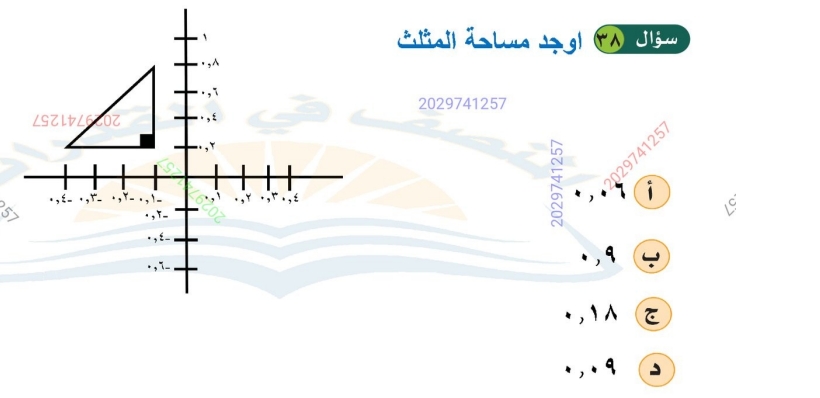 سؤال ٣٨ اوجد مساحة المثلث
2029741257
2029741257
2029741257
2029741257
2029741257
257
١
٠,٨
٠,٦
٠,٤
٠,٢
٠,٤- ٠,٣- ٠,٢- ٠,١- ٠,١ ٠,٢ ٠,٣ ٠,٤
٠,٢-
٠,٤-
٠,٦-
أ ٠,٠٦
ب ٠,٩
ج ٠,١٨
د ٠,٠٩